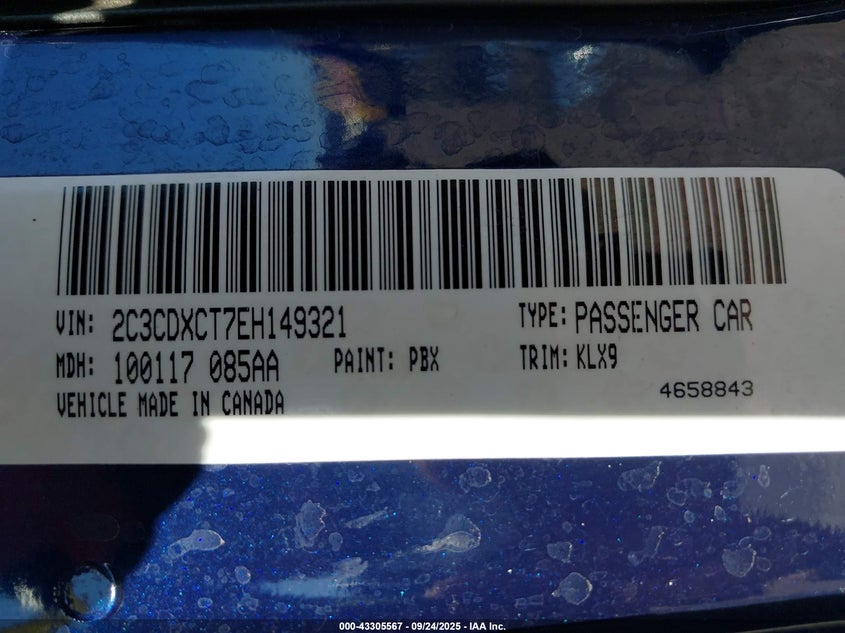 VIN: 2C3CDXCT7EH149321 TYPE: PASSENGER CAR
MDH: 100117 085AA PAINT: PBX TRIM: KLX9
VEHICLE MADE IN CANADA 4658843
000-43305567 - 09/24/2025 - IAA Inc.